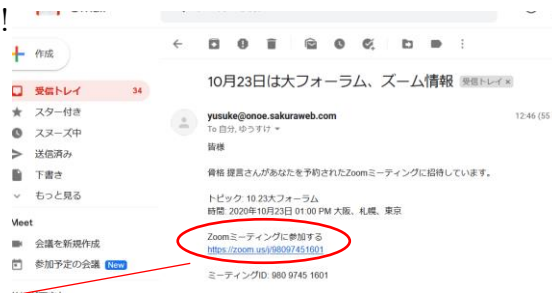 !
作成
受信トレイ 34
スター付き
スヌーズ中
送信済み
下書き
もっと見る
Meet
会議を新規作成
参加予定の会議 New
10月23日は大フォーラム、ズーム情報 受信トレイ ×
yusuke@onoe.sakuraweb.com 12:46 (55
To 自分, ゆうすけ
皆様
骨格 提言さんがあなたを予約されたZoomミーティングに招待しています。
トピック: 10.23大フォーラム
時間: 2020年10月23日 01:00 PM 大阪、札幌、東京
Zoomミーティングに参加する
https://zoom.us/j/98097451601
ミーティングID: 980 9745 1601